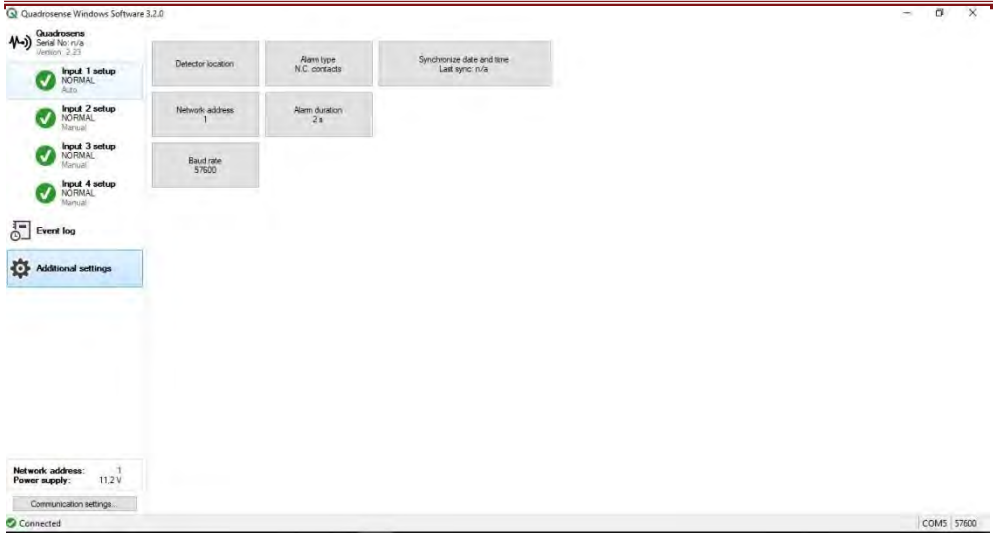 Quadrosense Windows Software 3.2.0
Quadrosens
Serial No: n/a
Version: 2.23
Input 1 setup
NORMAL
Auto
Input 2 setup
NORMAL
Manual
Input 3 setup
NORMAL
Manual
Input 4 setup
NORMAL
Manual
Event log
Additional settings
Detector location
Alarm type
N.C. contacts
Synchronize date and time
Last sync: n/a
Network address
1
Alarm duration
2 s
Baud rate
57600
Network address: 1
Power supply: 11,2 V
Communication settings...
Connected
COM5 57600